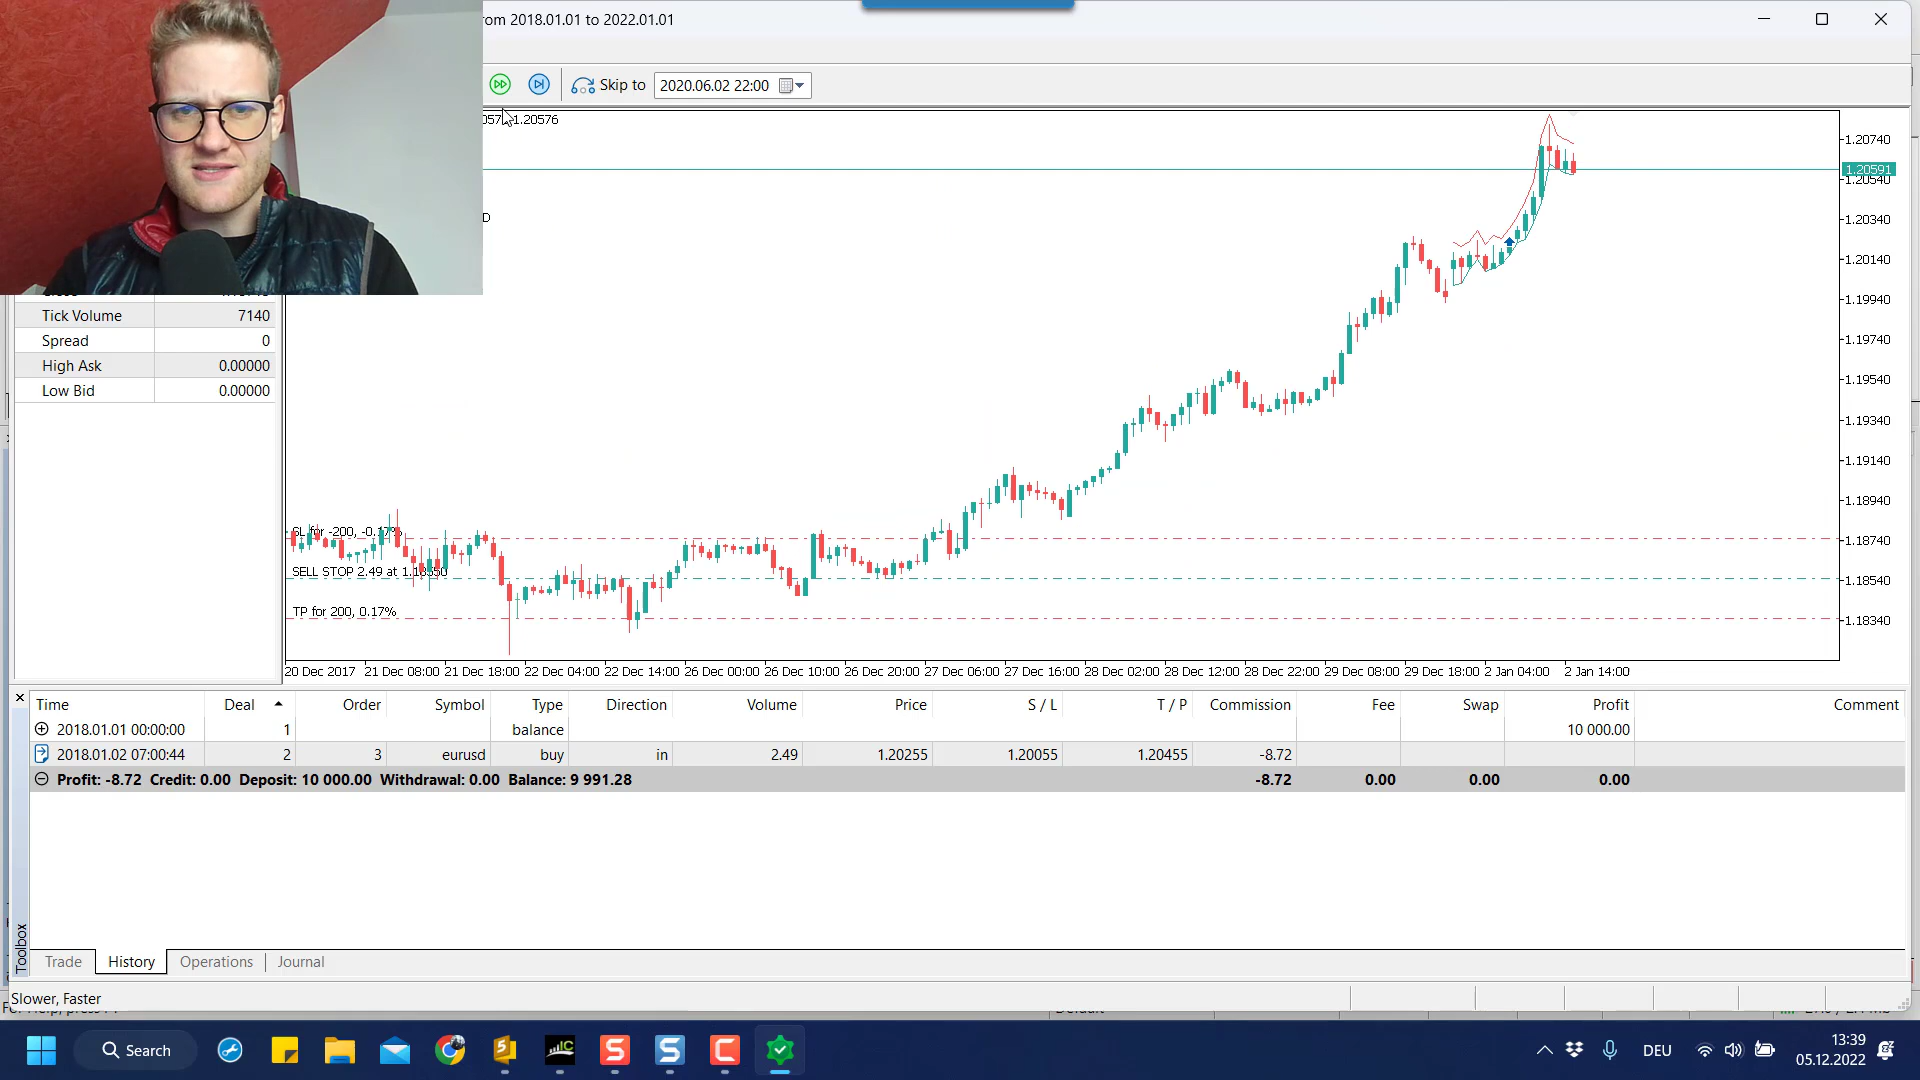 om 2018.01.01 to 2022.01.01
Skip to 2020.06.02 22:00
1.20576
D
Tick Volume 7140
Spread 0
High Ask 0.00000
Low Bid 0.00000
1.20740
1.20591
1.20540
1.20340
1.20140
1.19940
1.19740
1.19540
1.19340
1.19140
1.18940
1.18740
1.18540
1.18340
SL for -200, -0.17%
SELL STOP 2.49 at 1.18550
TP for 200, 0.17%
20 Dec 2017 21 Dec 08:00 21 Dec 18:00 22 Dec 04:00 22 Dec 14:00 26 Dec 00:00 26 Dec 10:00 26 Dec 20:00 27 Dec 06:00 27 Dec 16:00 28 Dec 02:00 28 Dec 12:00 28 Dec 22:00 29 Dec 08:00 29 Dec 18:00 2 Jan 04:00 2 Jan 14:00
Time Deal Order Symbol Type Direction Volume Price S / L T / P Commission Fee Swap Profit Comment
2018.01.01 00:00:00 1 balance 10 000.00
2018.01.02 07:00:44 2 3 eurusd buy in 2.49 1.20255 1.20055 1.20455 -8.72
Profit: -8.72 Credit: 0.00 Deposit: 10 000.00 Withdrawal: 0.00 Balance: 9 991.28 -8.72 0.00 0.00 0.00
Toolbox
Trade History Operations Journal
Slower, Faster
Search
DEU
13:39
05.12.2022